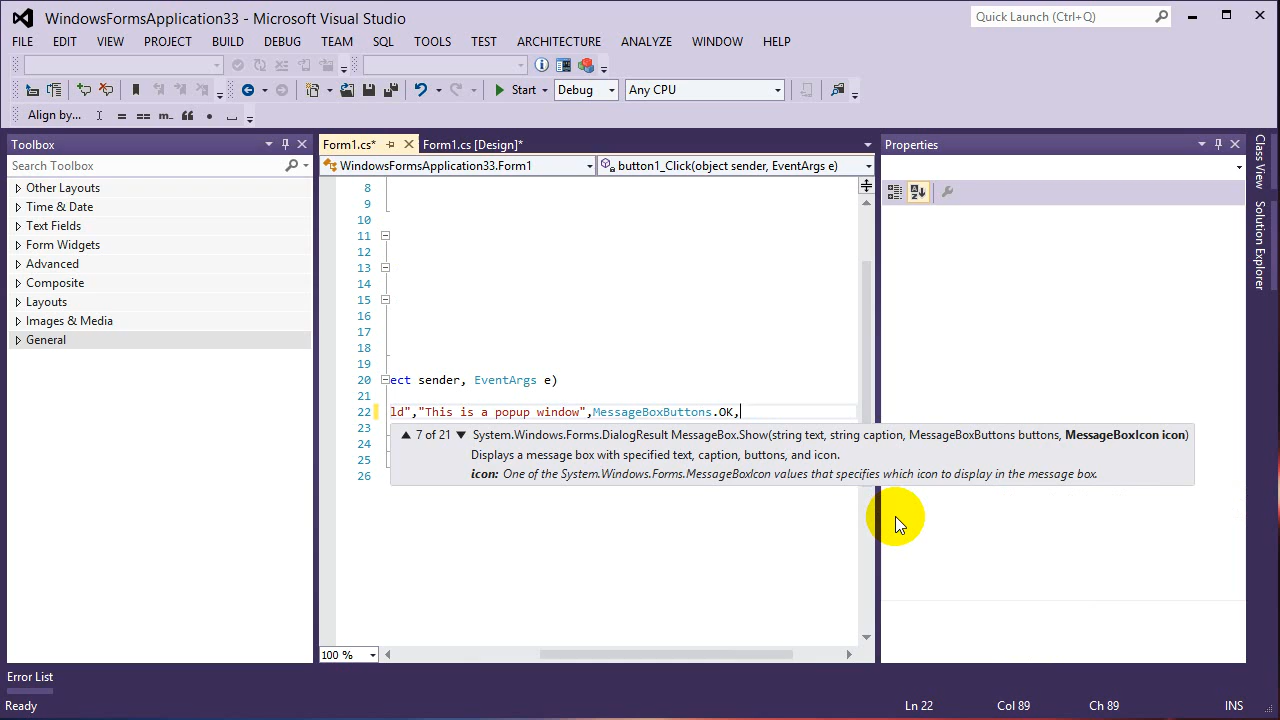 WindowsFormsApplication33 - Microsoft Visual Studio
Quick Launch (Ctrl+Q)
FILE EDIT VIEW PROJECT BUILD DEBUG TEAM SQL TOOLS TEST ARCHITECTURE ANALYZE WINDOW HELP
Start Debug Any CPU
Align by...
Toolbox
Search Toolbox
Other Layouts
Time & Date
Text Fields
Form Widgets
Advanced
Composite
Layouts
Images & Media
General
Form1.cs* Form1.cs [Design]*
WindowsFormsApplication33.Form1 button1_Click(object sender, EventArgs e)
8
9
10
11
12
13
14
15
16
17
18
19
20 ect sender, EventArgs e)
21
22 ld","This is a popup window",MessageBoxButtons.OK,
23
24
25
26
7 of 21 System.Windows.Forms.DialogResult MessageBox.Show(string text, string caption, MessageBoxButtons buttons, MessageBoxIcon icon)
Displays a message box with specified text, caption, buttons, and icon.
icon: One of the System.Windows.Forms.MessageBoxIcon values that specifies which icon to display in the message box.
100 %
Properties
Class View
Solution Explorer
Error List
Ready Ln 22 Col 89 Ch 89 INS